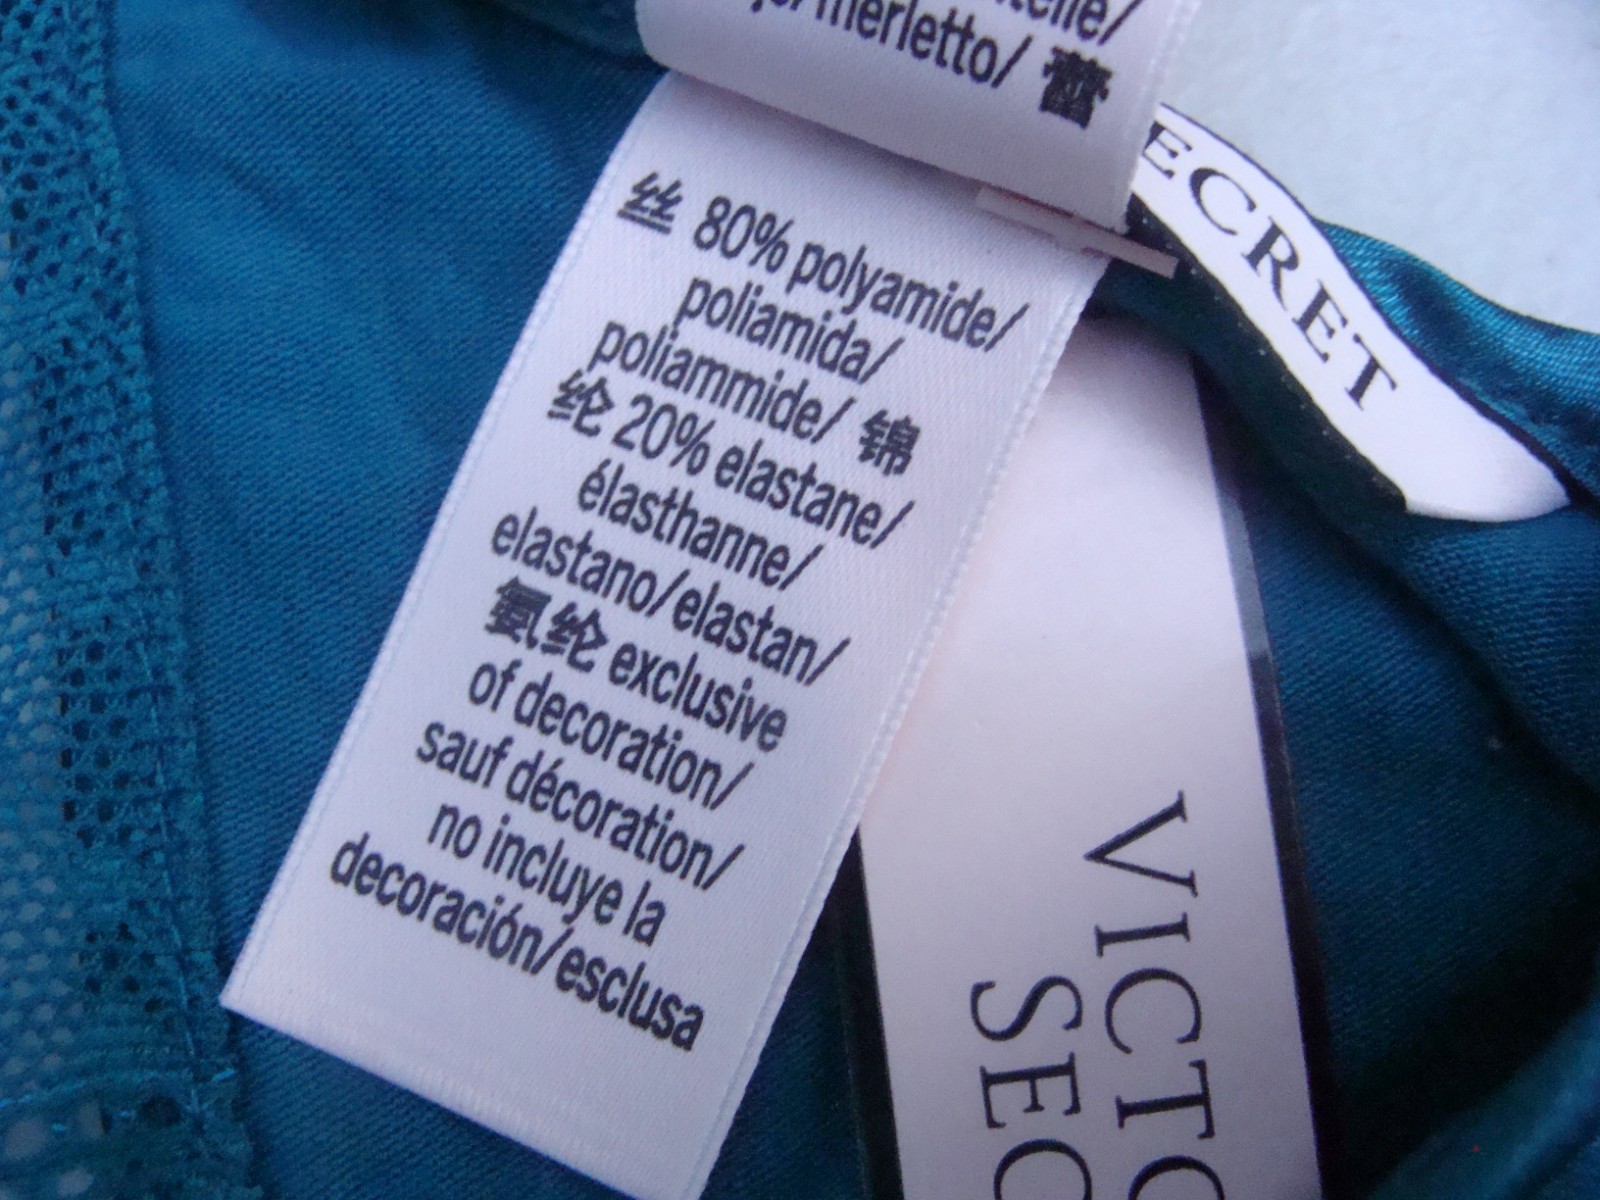 merletto/ 蕾
丝 80% polyamide/
poliamida/
poliammide/ 锦
纶 20% elastane/
élasthanne/
elastano/elastan/
氨纶 exclusive
of decoration/
sauf décoration/
no incluye la
decoración/esclusa
ECRET
VICTO
SEC